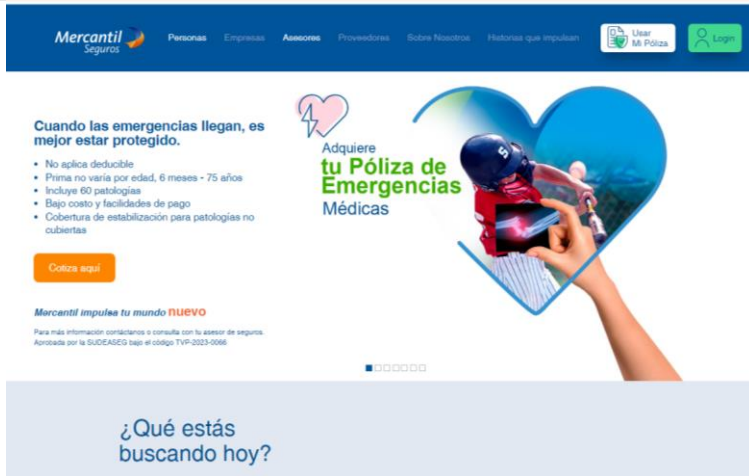 Mercantil
Seguros
Personas
Empresas
Asesores
Proveedores
Sobre Nosotros
Historias que impulsan
Usar
Mi Póliza
Login
Cuando las emergencias llegan, es
mejor estar protegido.
• No aplica deducible
• Prima no varía por edad, 6 meses - 75 años
• Incluye 60 patologías
• Bajo costo y facilidades de pago
• Cobertura de estabilización para patologías no
cubiertas
Cotiza aquí
Mercantil impulsa tu mundo nuevo
Para más información contáctanos o consulta con tu asesor de seguros.
Aprobada por la SUDEASEG bajo el código TVP-2023-0066
Adquiere
tu Póliza de
Emergencias
Médicas
¿Qué estás
buscando hoy?